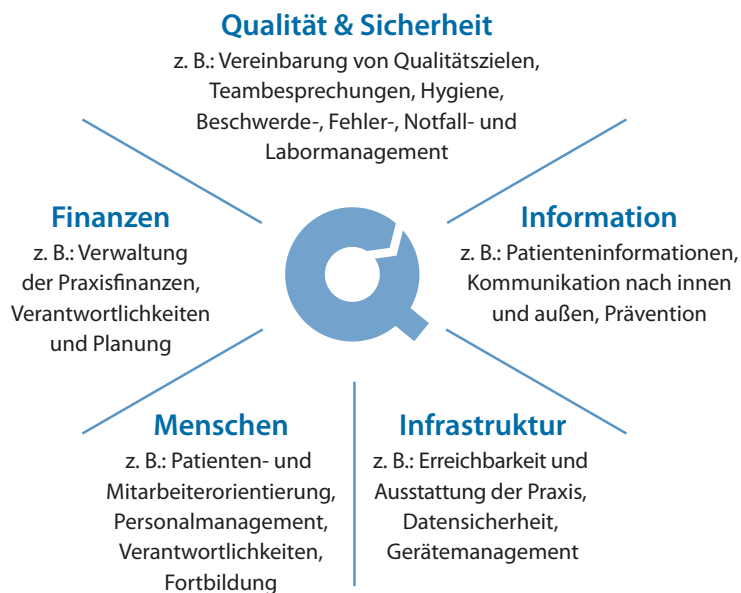 Qualität & Sicherheit
z. B.: Vereinbarung von Qualitätszielen,
Teambesprechungen, Hygiene,
Beschwerde-, Fehler-, Notfall- und
Labormanagement
Finanzen
z. B.: Verwaltung
der Praxisfinanzen,
Verantwortlichkeiten
und Planung
Information
z. B.: Patienteninformationen,
Kommunikation nach innen
und außen, Prävention
Menschen
z. B.: Patienten- und
Mitarbeiterorientierung,
Personalmanagement,
Verantwortlichkeiten,
Fortbildung
Infrastruktur
z. B.: Erreichbarkeit und
Ausstattung der Praxis,
Datensicherheit,
Gerätemanagement